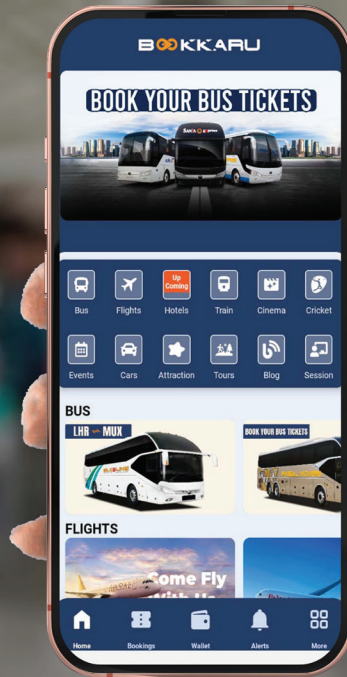 BOOKKARU
BOOK YOUR BUS TICKETS
Up
Coming
Bus
Flights
Hotels
Train
Cinema
Cricket
Events
Cars
Attraction
Tours
Blog
Session
BUS
LHR MUX
BOOK YOUR BUS TICKETS
FLIGHTS
Come Fly
With Us
Home
Bookings
Wallet
Alerts
More